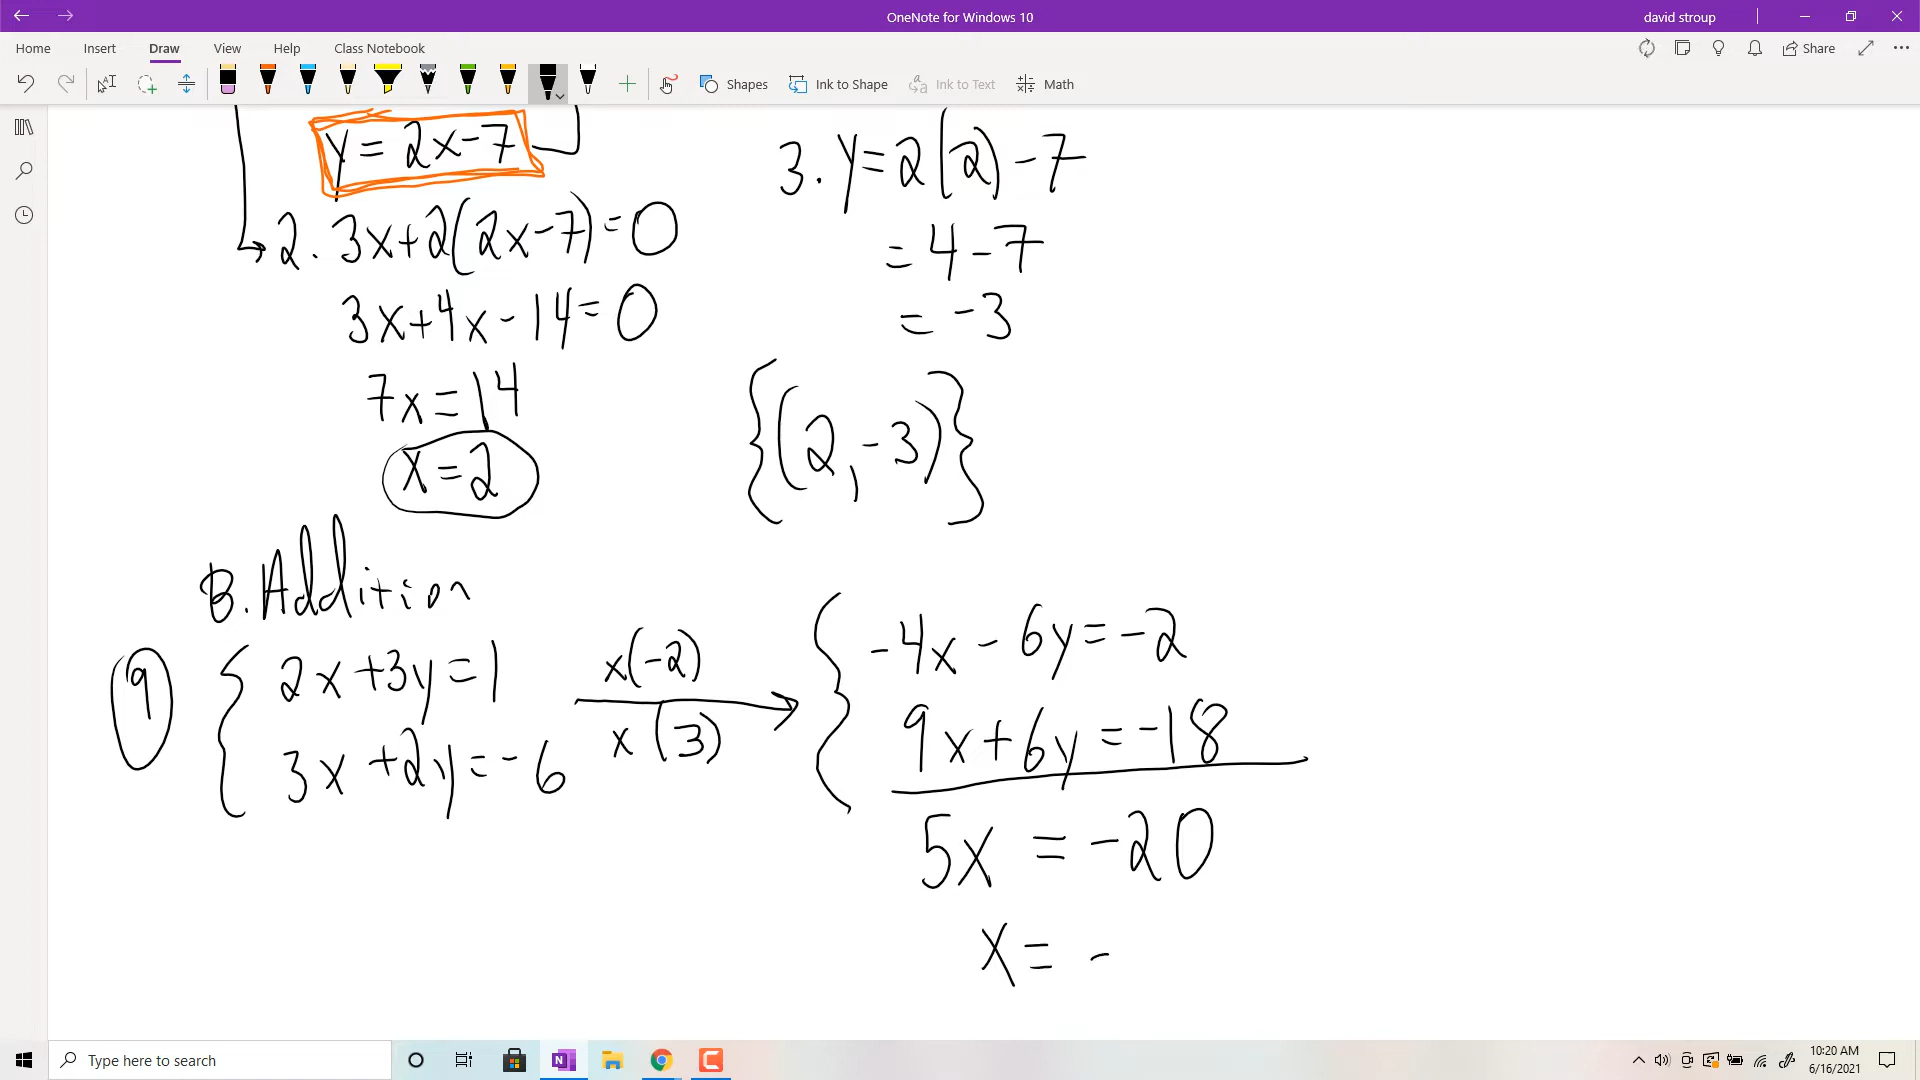 OneNote for Windows 10
david stroup
Home Insert Draw View Help Class Notebook
Share
Shapes
Ink to Shape
Ink to Text
Math
y = 2x-7
2. 3x+2(2x-7)=0
3x+4x-14=0
7x=14
x=2
3. y=2(2)-7
=4-7
=-3
{(2,-3)}
B. Addition
9
2x+3y=1
3x+2y=-6
x(-2)
x(3)
-4x-6y=-2
9x+6y=-18
5x = -20
x = -
Type here to search
10:20 AM
6/16/2021